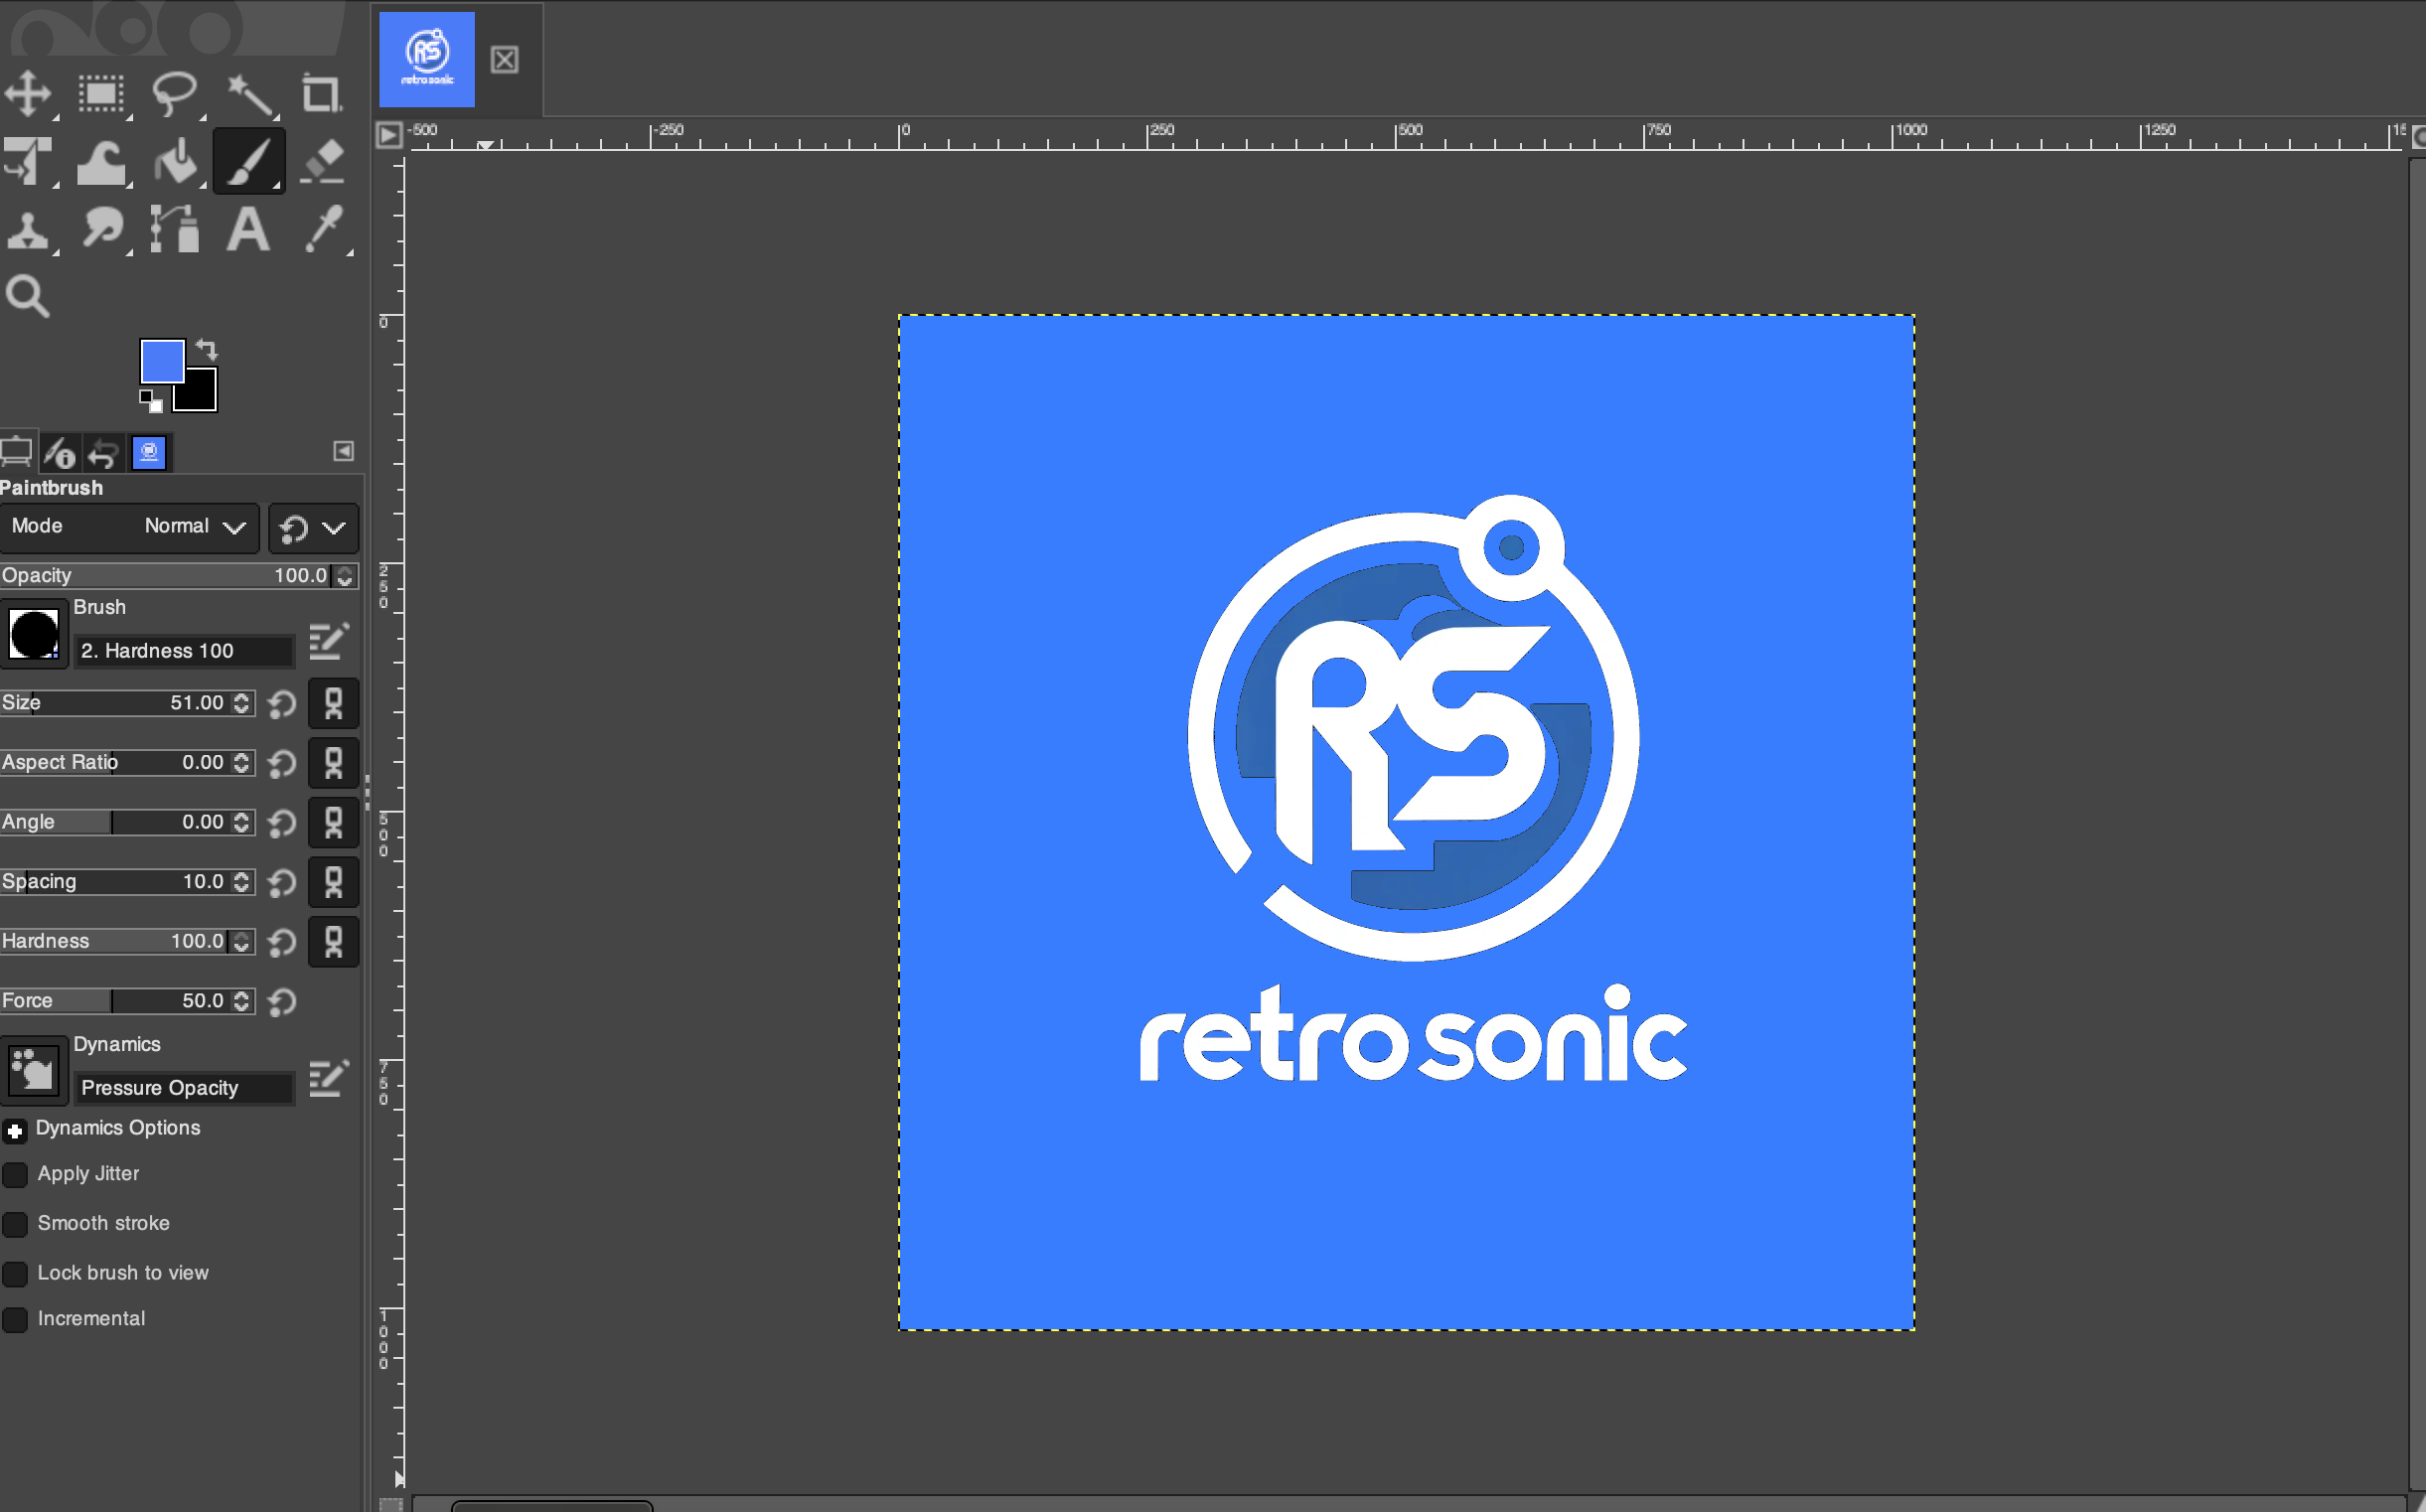 RS
retrosonic
-500
-250
0
250
500
750
1000
1250
0
250
500
750
1000
Paintbrush
Mode Normal
Opacity 100.0
Brush
2. Hardness 100
Size 51.00
Aspect Ratio 0.00
Angle 0.00
Spacing 10.0
Hardness 100.0
Force 50.0
Dynamics
Pressure Opacity
Dynamics Options
Apply Jitter
Smooth stroke
Lock brush to view
Incremental
RS
retrosonic